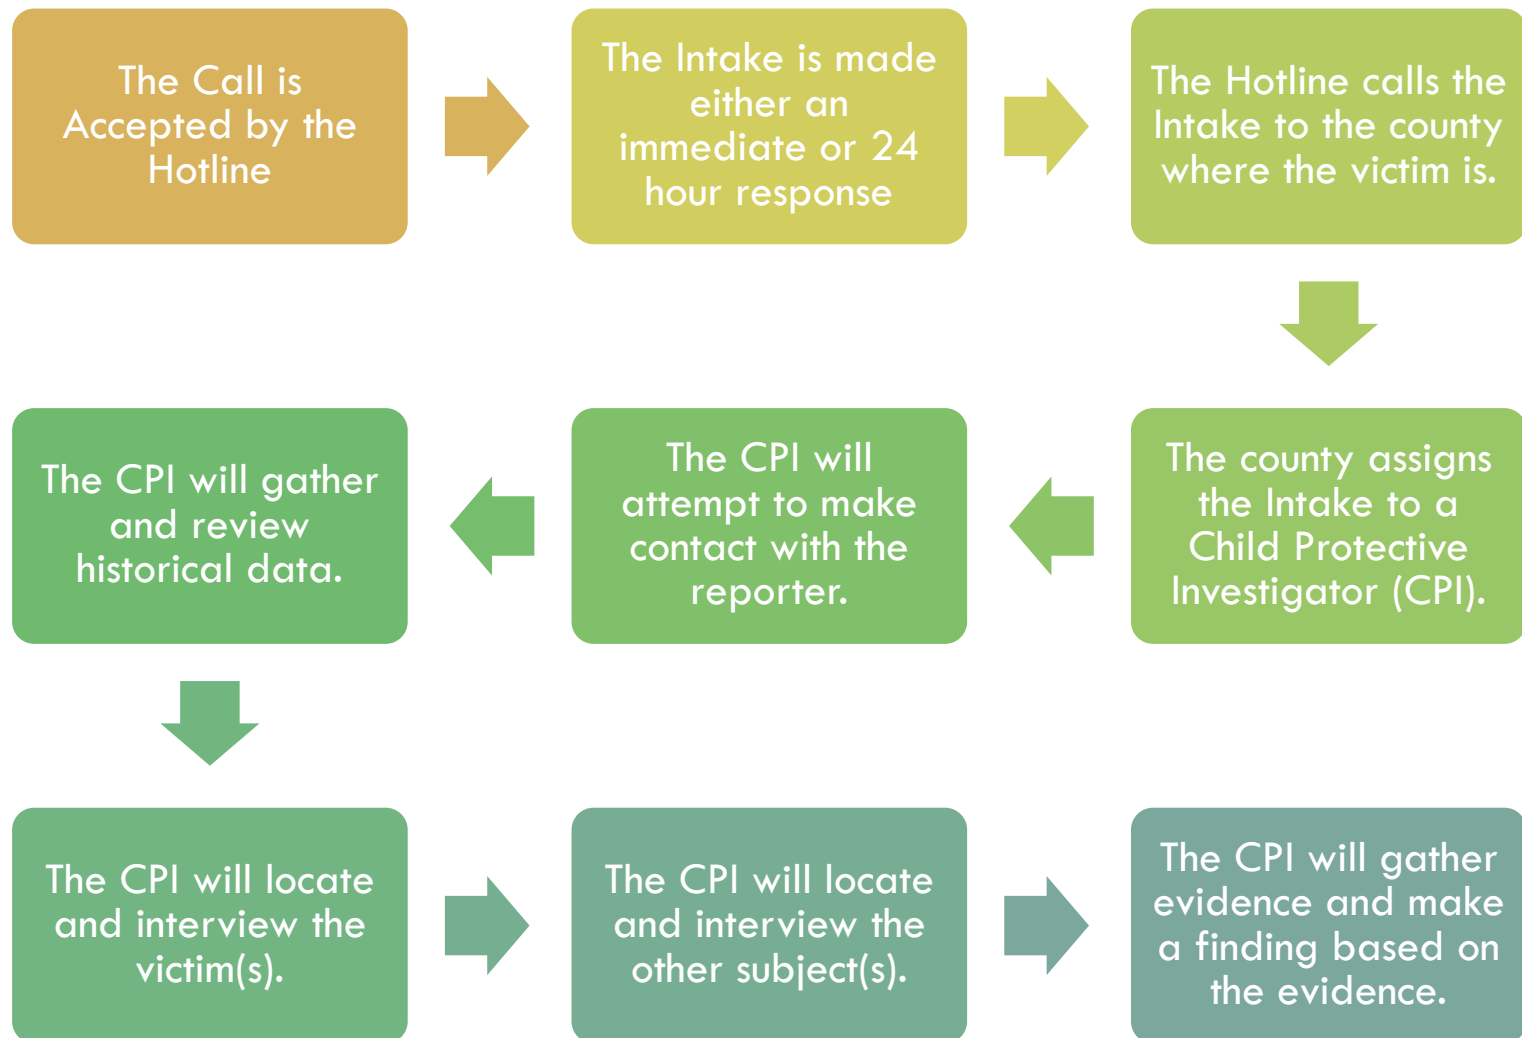 The Call is
Accepted by the
Hotline
The Intake is made
either an
immediate or 24
hour response
The Hotline calls the
Intake to the county
where the victim is.
The county assigns
the Intake to a
Child Protective
Investigator (CPI).
The CPI will
attempt to make
contact with the
reporter.
The CPI will gather
and review
historical data.
The CPI will locate
and interview the
victim(s).
The CPI will locate
and interview the
other subject(s).
The CPI will gather
evidence and make
a finding based on
the evidence.